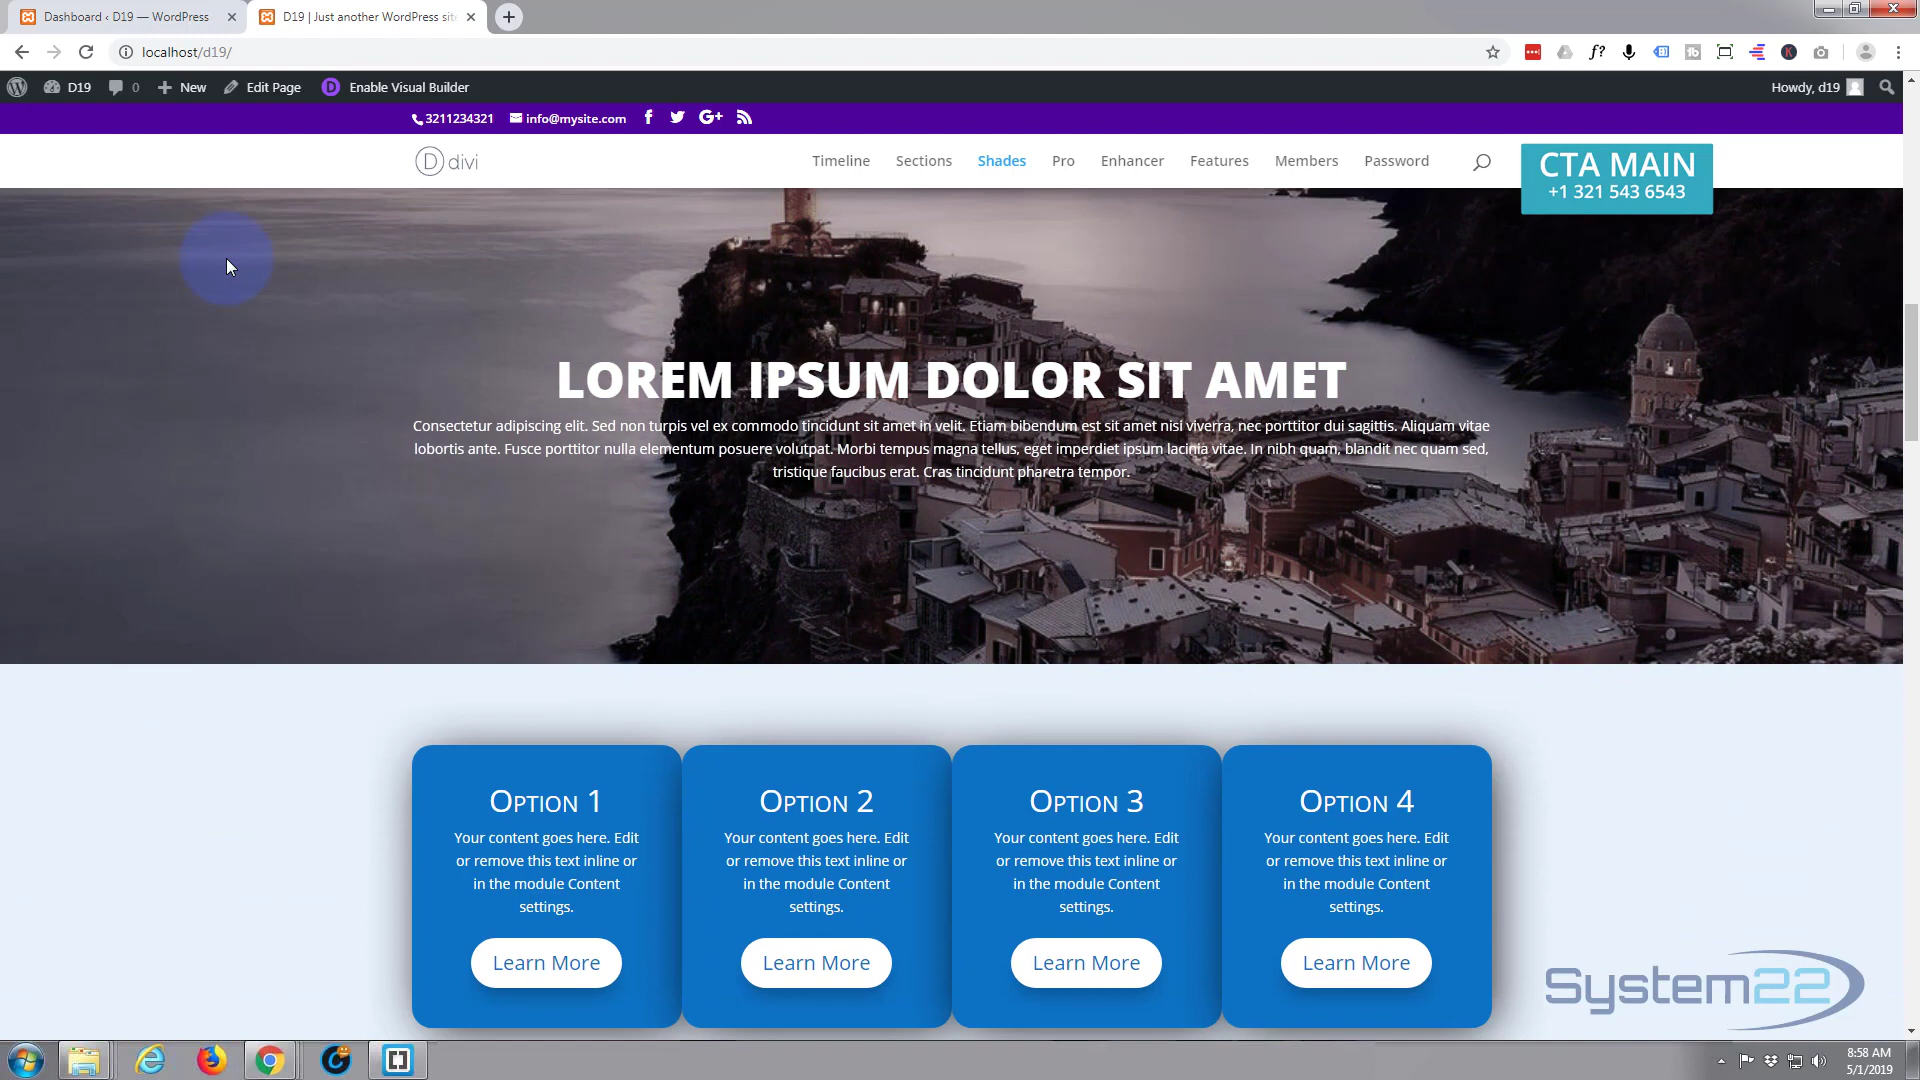 Dashboard ‹ D19 — WordPress
D19 | Just another WordPress site
localhost/d19/
D19
0
New
Edit Page
Enable Visual Builder
Howdy, d19
3211234321
info@mysite.com
divi
Timeline
Sections
Shades
Pro
Enhancer
Features
Members
Password
CTA MAIN
+1 321 543 6543
LOREM IPSUM DOLOR SIT AMET
Consectetur adipiscing elit. Sed non turpis vel ex commodo tincidunt sit amet in velit. Etiam bibendum est sit amet nisi viverra, nec porttitor dui sagittis. Aliquam vitae
lobortis ante. Fusce porttitor nulla elementum posuere volutpat. Morbi tempus magna tellus, eget imperdiet ipsum lacinia vitae. In nibh quam, blandit nec quam sed,
tristique faucibus erat. Cras tincidunt pharetra tempor.
Option 1
Your content goes here. Edit
or remove this text inline or
in the module Content
settings.
Learn More
Option 2
Your content goes here. Edit
or remove this text inline or
in the module Content
settings.
Learn More
Option 3
Your content goes here. Edit
or remove this text inline or
in the module Content
settings.
Learn More
Option 4
Your content goes here. Edit
or remove this text inline or
in the module Content
settings.
Learn More
System22
8:58 AM
5/1/2019